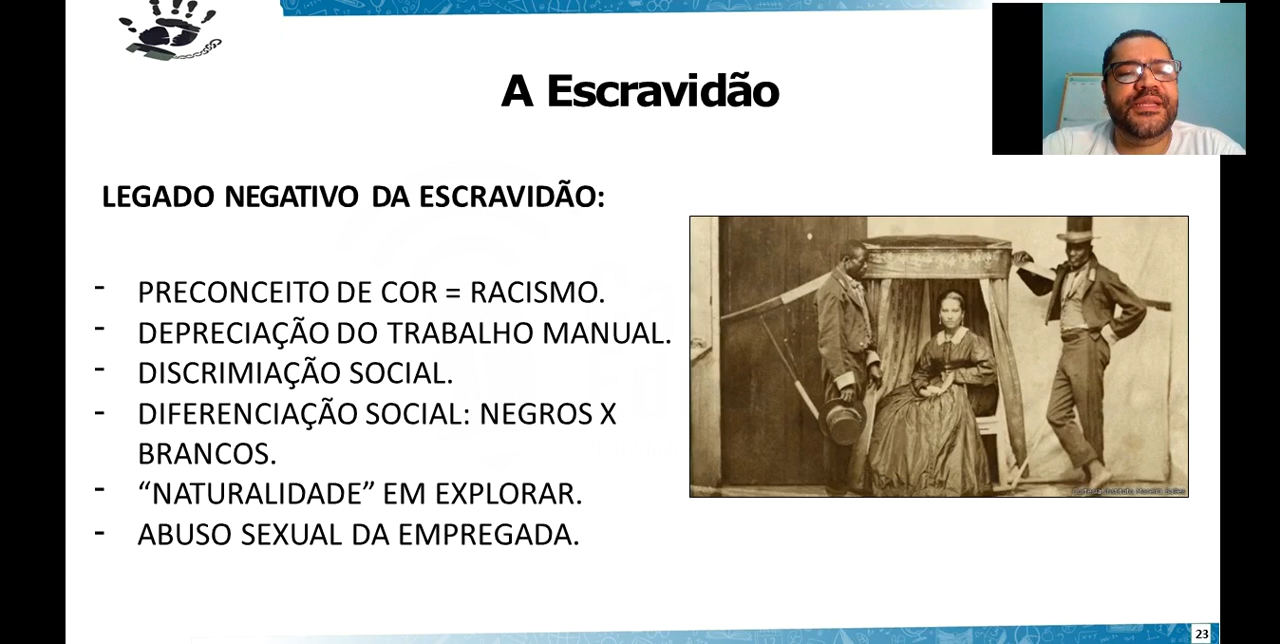 A Escravidão
LEGADO NEGATIVO DA ESCRAVIDÃO:
- PRECONCEITO DE COR = RACISMO.
- DEPRECIAÇÃO DO TRABALHO MANUAL.
- DISCRIMIAÇÃO SOCIAL.
- DIFERENCIAÇÃO SOCIAL: NEGROS X
BRANCOS.
- “NATURALIDADE” EM EXPLORAR.
- ABUSO SEXUAL DA EMPREGADA.
23